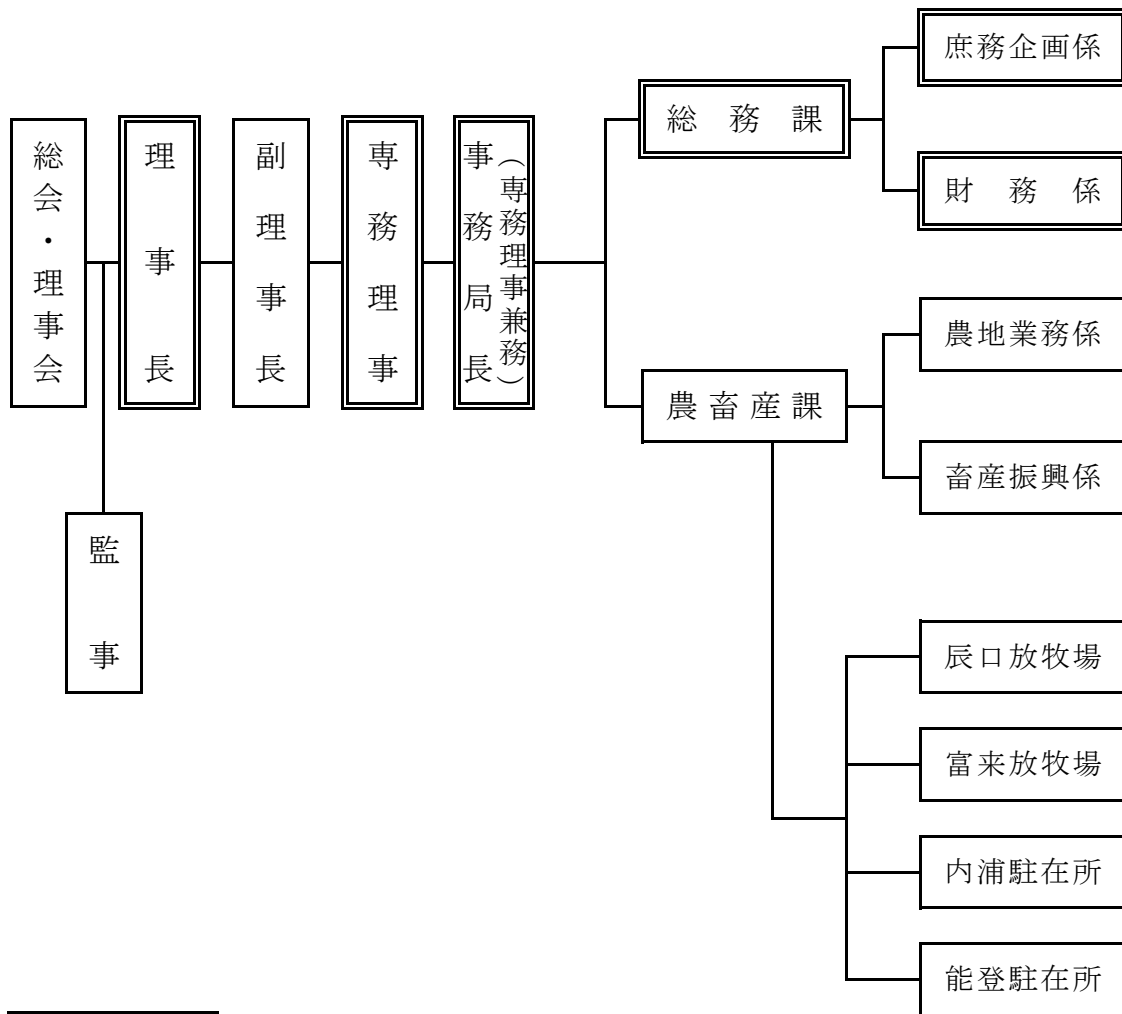 総会・理事会
理事長
副理事長
専務理事
事務局長
(専務理事兼務)
監事
総務課
庶務企画係
財務係
農畜産課
農地業務係
畜産振興係
辰口放牧場
富来放牧場
内浦駐在所
能登駐在所